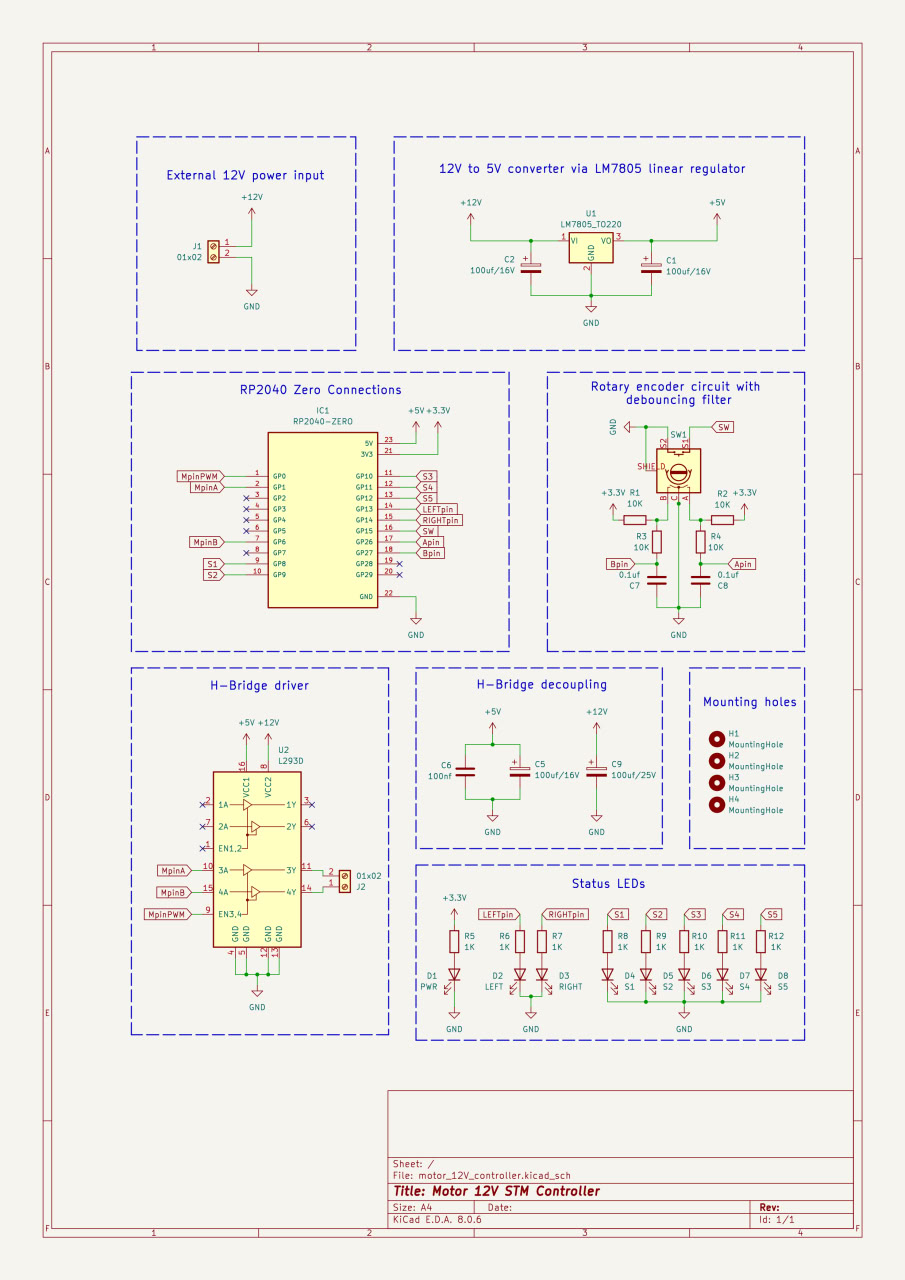 1 2 3 4
A A
External 12V power input
+12V
J1
01x02
1
2
GND
12V to 5V converter via LM7805 linear regulator
+12V
+5V
U1
LM7805_TO220
1 VI VO 3
GND
2
+
C2
100uf/16V
+
C1
100uf/16V
GND
B B
RP2040 Zero Connections
IC1
RP2040-ZERO
+5V +3.3V
5V 23
3V3 21
MpinPWM 1 GP0 GP10 11 S3
MpinA 2 GP1 GP11 12 S4
3 GP2 GP12 13 S5
4 GP3 GP13 14 LEFTpin
5 GP4 GP14 15 RIGHTpin
6 GP5 GP15 16 SW
MpinB 7 GP6 GP26 17 Apin
8 GP7 GP27 18 Bpin
S1 9 GP8 GP28 19
S2 10 GP9 GP29 20
GND 22
GND
Rotary encoder circuit with
debouncing filter
GND
SW
S2
S1
SW1
SHIELD
B
C
A
+3.3V R1
10K
R2 +3.3V
10K
R3
10K
R4
10K
Bpin
Apin
0.1uf
C7
0.1uf
C8
GND
C C
H-Bridge driver
+5V +12V
U2
L293D
16
8
VCC1
VCC2
2 1A 1Y 3
7 2A 2Y 6
1 EN1,2
MpinA 10 3A 3Y 11
MpinB 15 4A 4Y 14
MpinPWM 9 EN3,4
2 01x02
1 J2
GND
GND
GND
GND
4
5
12
13
GND
H-Bridge decoupling
+5V
+12V
C6
100nf
+
C5
100uf/16V
+
C9
100uf/25V
GND
GND
Mounting holes
H1
MountingHole
H2
MountingHole
H3
MountingHole
H4
MountingHole
D D
Status LEDs
+3.3V
LEFTpin RIGHTpin S1 S2 S3 S4 S5
R5
1K
R6
1K
R7
1K
R8
1K
R9
1K
R10
1K
R11
1K
R12
1K
D1
PWR
D2
LEFT
D3
RIGHT
D4
S1
D5
S2
D6
S3
D7
S4
D8
S5
GND
GND
GND
E E
Sheet: /
File: motor_12V_controller.kicad_sch
Title: Motor 12V STM Controller
Size: A4 Date: Rev:
KiCad E.D.A. 8.0.6 Id: 1/1
F F
1 2 3 4